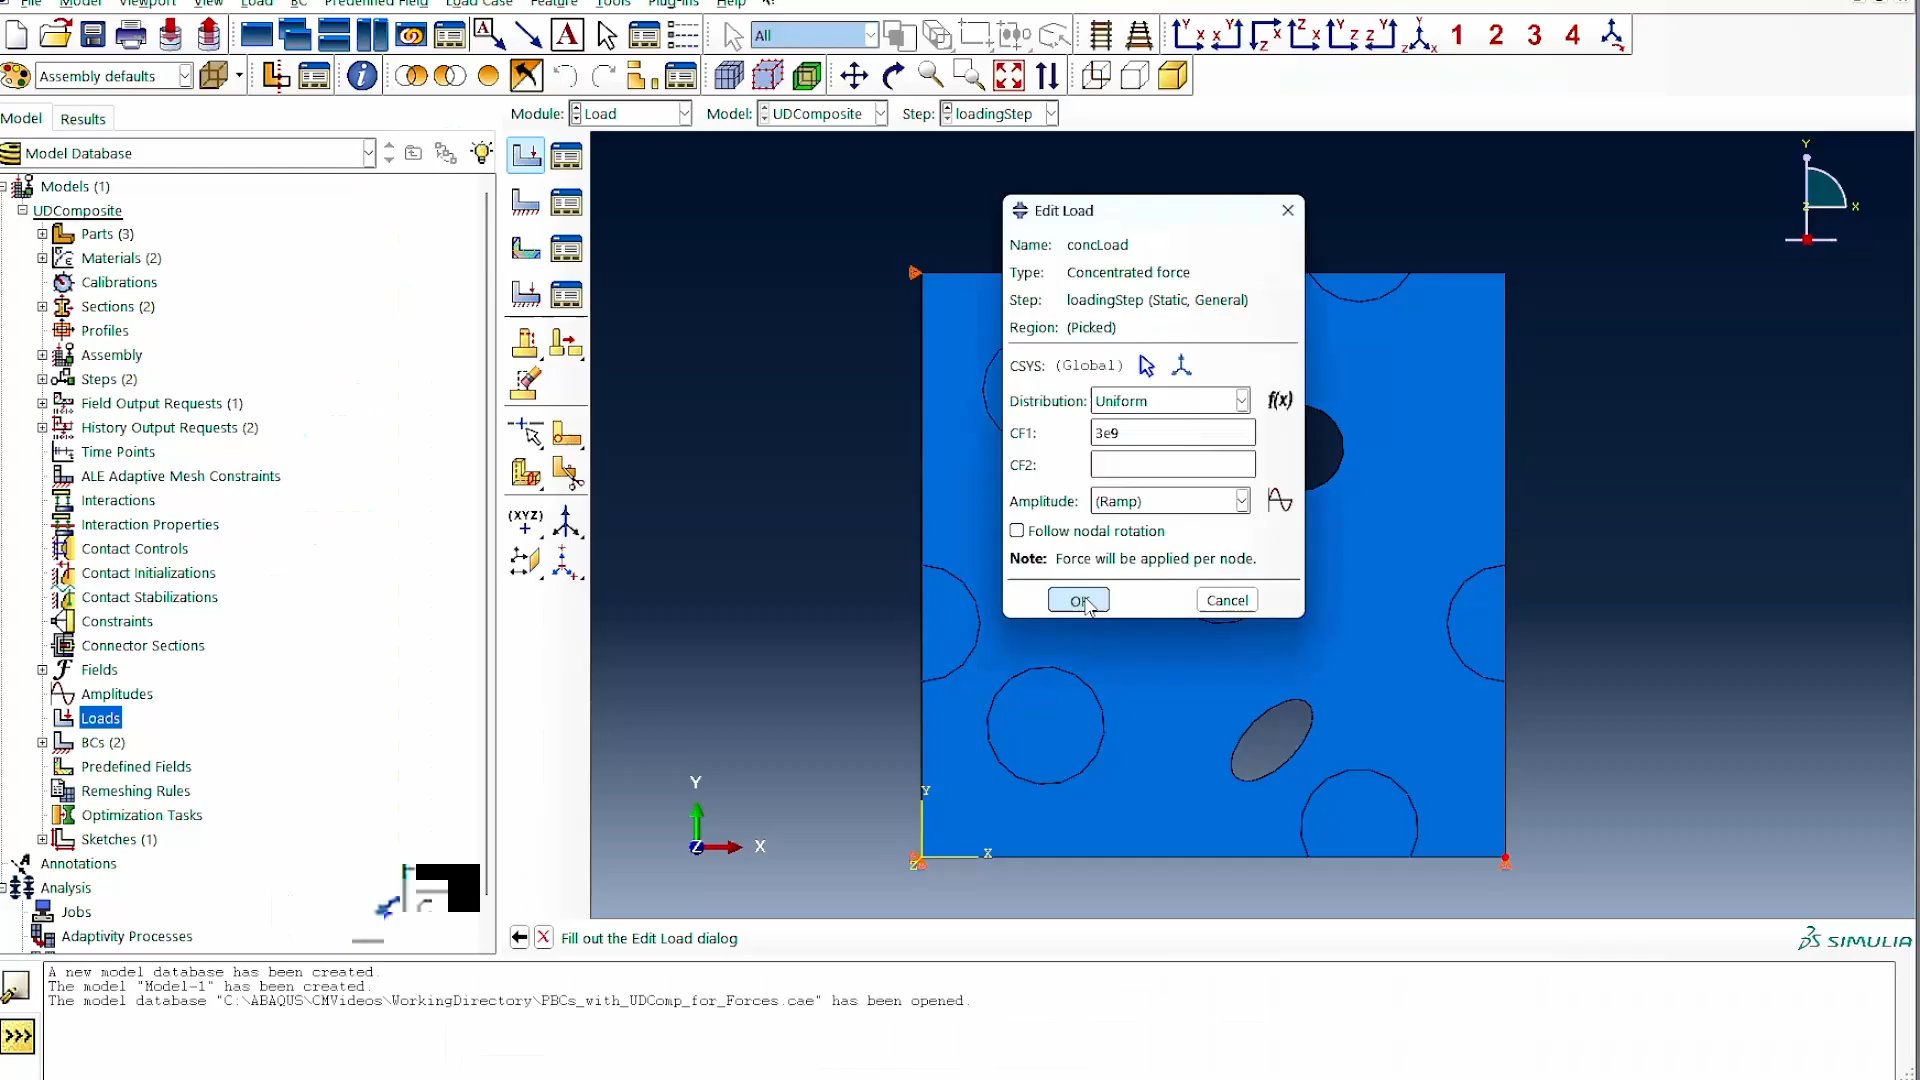 File Model Viewport View Load BC Predefined Field Load Case Feature Tools Plug-ins Help
A A All Y X Z 1 2 3 4
Assembly defaults
Model Results
Module: Load Model: UDComposite Step: loadingStep
Model Database
Models (1)
UDComposite
Parts (3)
Materials (2)
Calibrations
Sections (2)
Profiles
Assembly
Steps (2)
Field Output Requests (1)
History Output Requests (2)
Time Points
ALE Adaptive Mesh Constraints
Interactions
Interaction Properties
Contact Controls
Contact Initializations
Contact Stabilizations
Constraints
Connector Sections
Fields
Amplitudes
Loads
BCs (2)
Predefined Fields
Remeshing Rules
Optimization Tasks
Sketches (1)
Annotations
Analysis
Jobs
Adaptivity Processes
(XYZ)
Edit Load
Name: concLoad
Type: Concentrated force
Step: loadingStep (Static, General)
Region: (Picked)
CSYS: (Global)
Distribution: Uniform f(x)
CF1: 3e9
CF2:
Amplitude: (Ramp)
Follow nodal rotation
Note: Force will be applied per node.
OK Cancel
Y
X
Z
Y
X
Z
Y
X
Z
Fill out the Edit Load dialog
SIMULIA
A new model database has been created.
The model "Model-1" has been created.
The model database "C:\ABAQUS\CMVideos\WorkingDirectory\PBCs_with_UDComp_for_Forces.cae" has been opened.
>>>